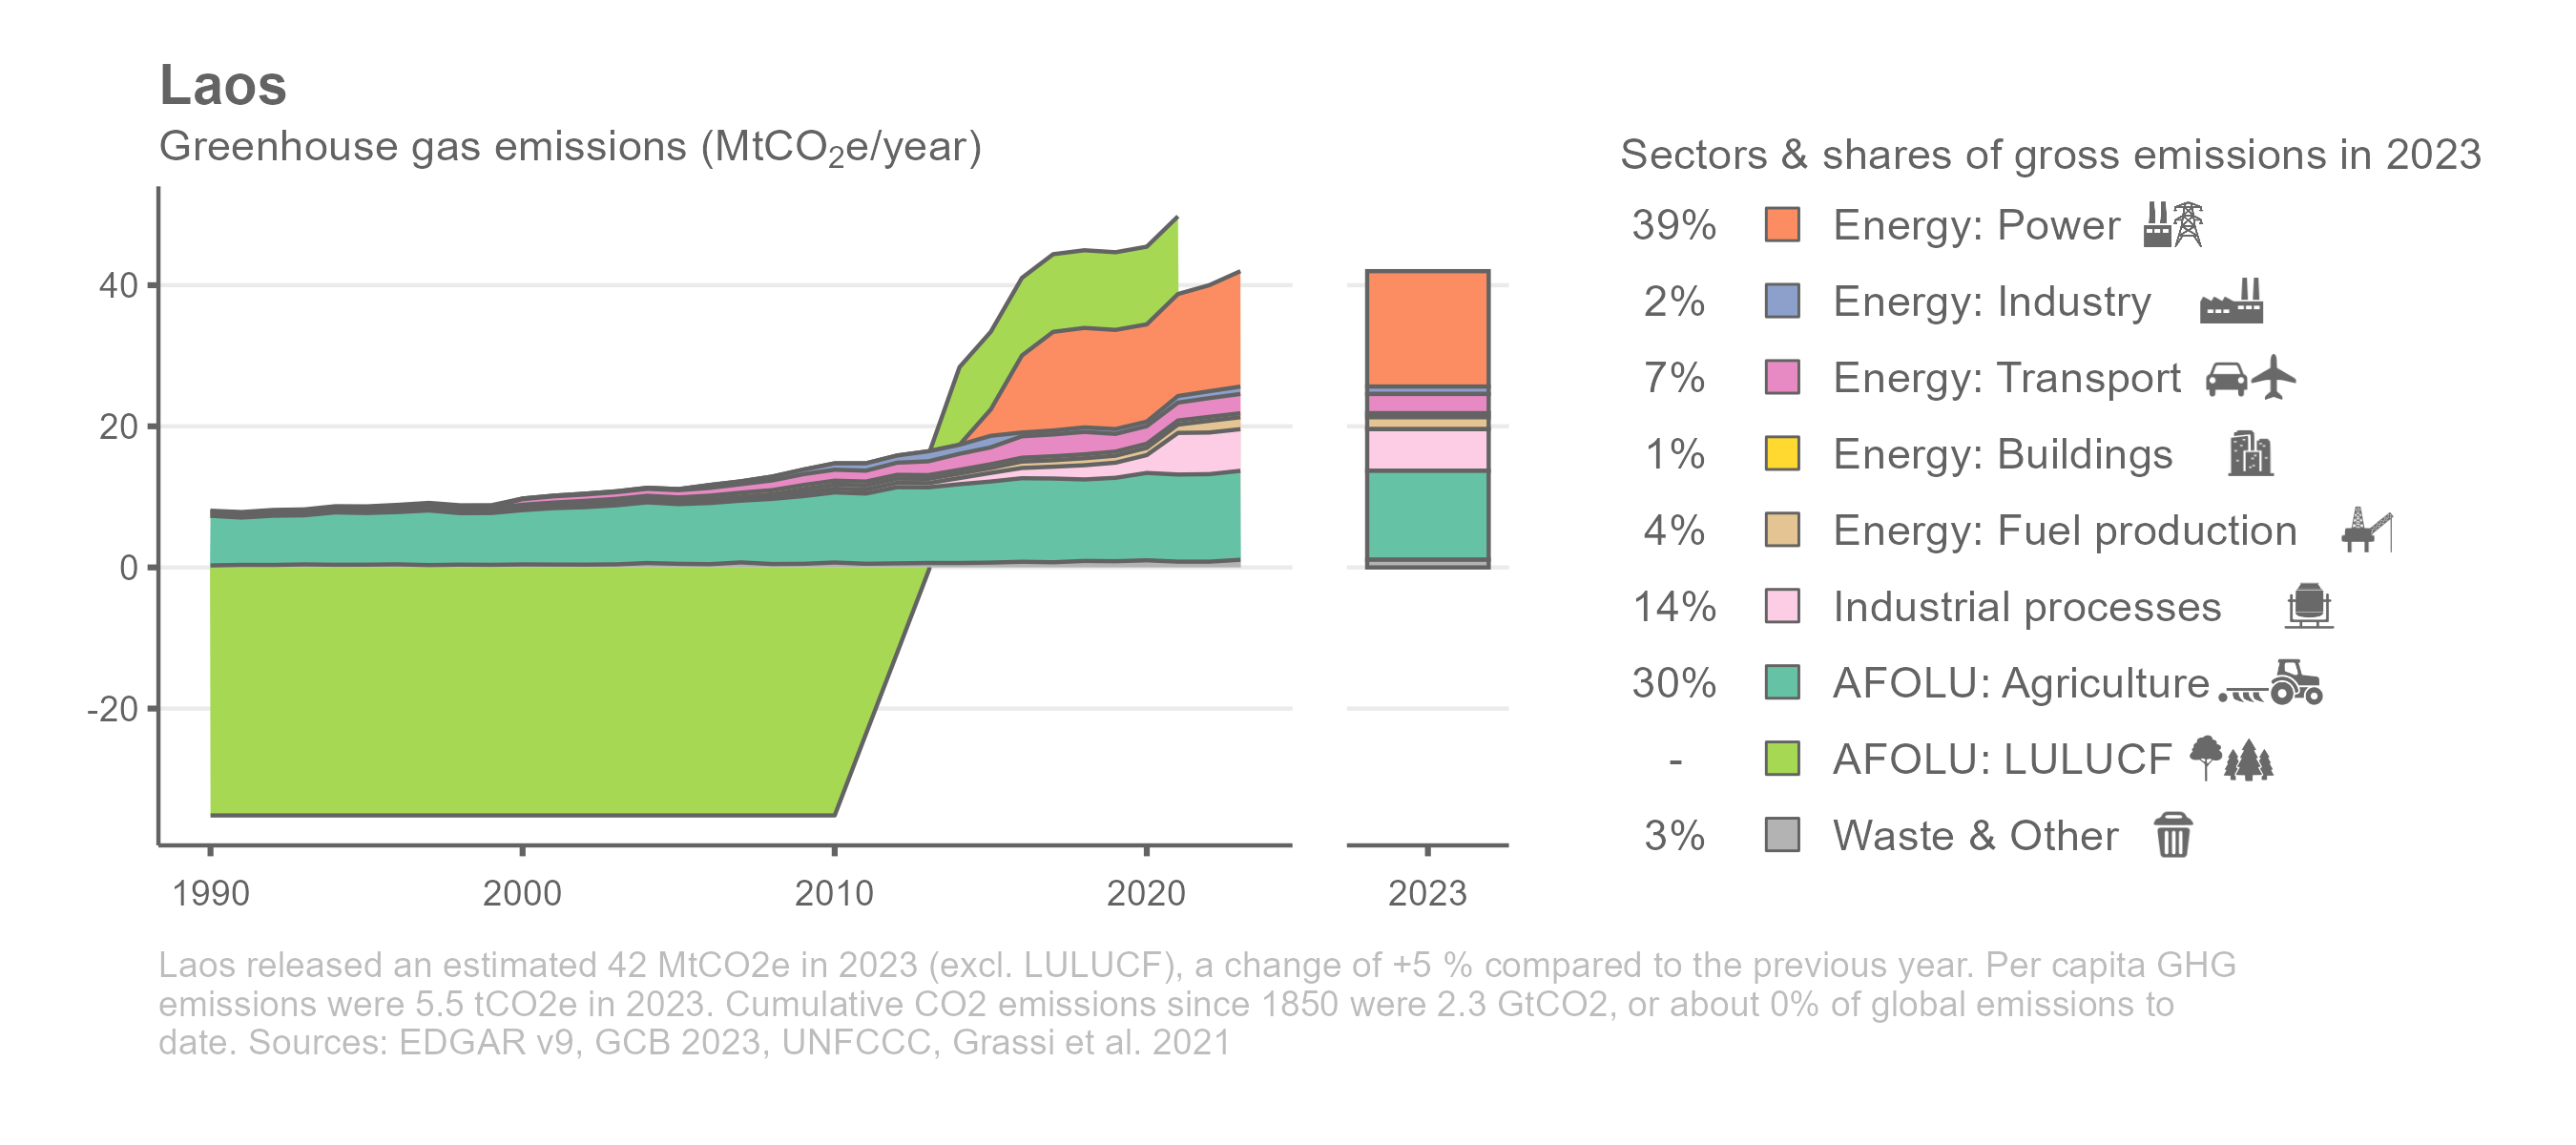 Laos
Greenhouse gas emissions (MtCO₂e/year)
40
20
0
-20
1990 2000 2010 2020 2023
Sectors & shares of gross emissions in 2023
39% Energy: Power
2% Energy: Industry
7% Energy: Transport
1% Energy: Buildings
4% Energy: Fuel production
14% Industrial processes
30% AFOLU: Agriculture
- AFOLU: LULUCF
3% Waste & Other
Laos released an estimated 42 MtCO2e in 2023 (excl. LULUCF), a change of +5 % compared to the previous year. Per capita GHG
emissions were 5.5 tCO2e in 2023. Cumulative CO2 emissions since 1850 were 2.3 GtCO2, or about 0% of global emissions to
date. Sources: EDGAR v9, GCB 2023, UNFCCC, Grassi et al. 2021